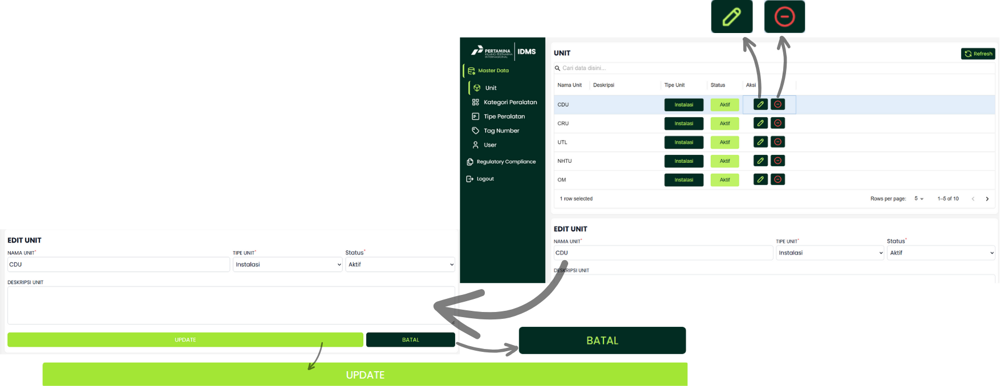 PERTAMINA
KILANG PERTAMINA
INTERNASIONAL
IDMS
Master Data
Unit
Kategori Peralatan
Tipe Peralatan
Tag Number
User
Regulatory Compliance
Logout
UNIT
Refresh
Cari data disini...
Nama Unit Deskripsi Tipe Unit Status Aksi
CDU Instalasi Aktif
CRU Instalasi Aktif
UTL Instalasi Aktif
NHTU Instalasi Aktif
OM Instalasi Aktif
1 row selected Rows per page: 5 1–5 of 10
EDIT UNIT
NAMA UNIT* TIPE UNIT* Status*
CDU Instalasi Aktif
DESKRIPSI UNIT
EDIT UNIT
NAMA UNIT* TIPE UNIT* Status*
CDU Instalasi Aktif
DESKRIPSI UNIT
UPDATE BATAL
BATAL
UPDATE